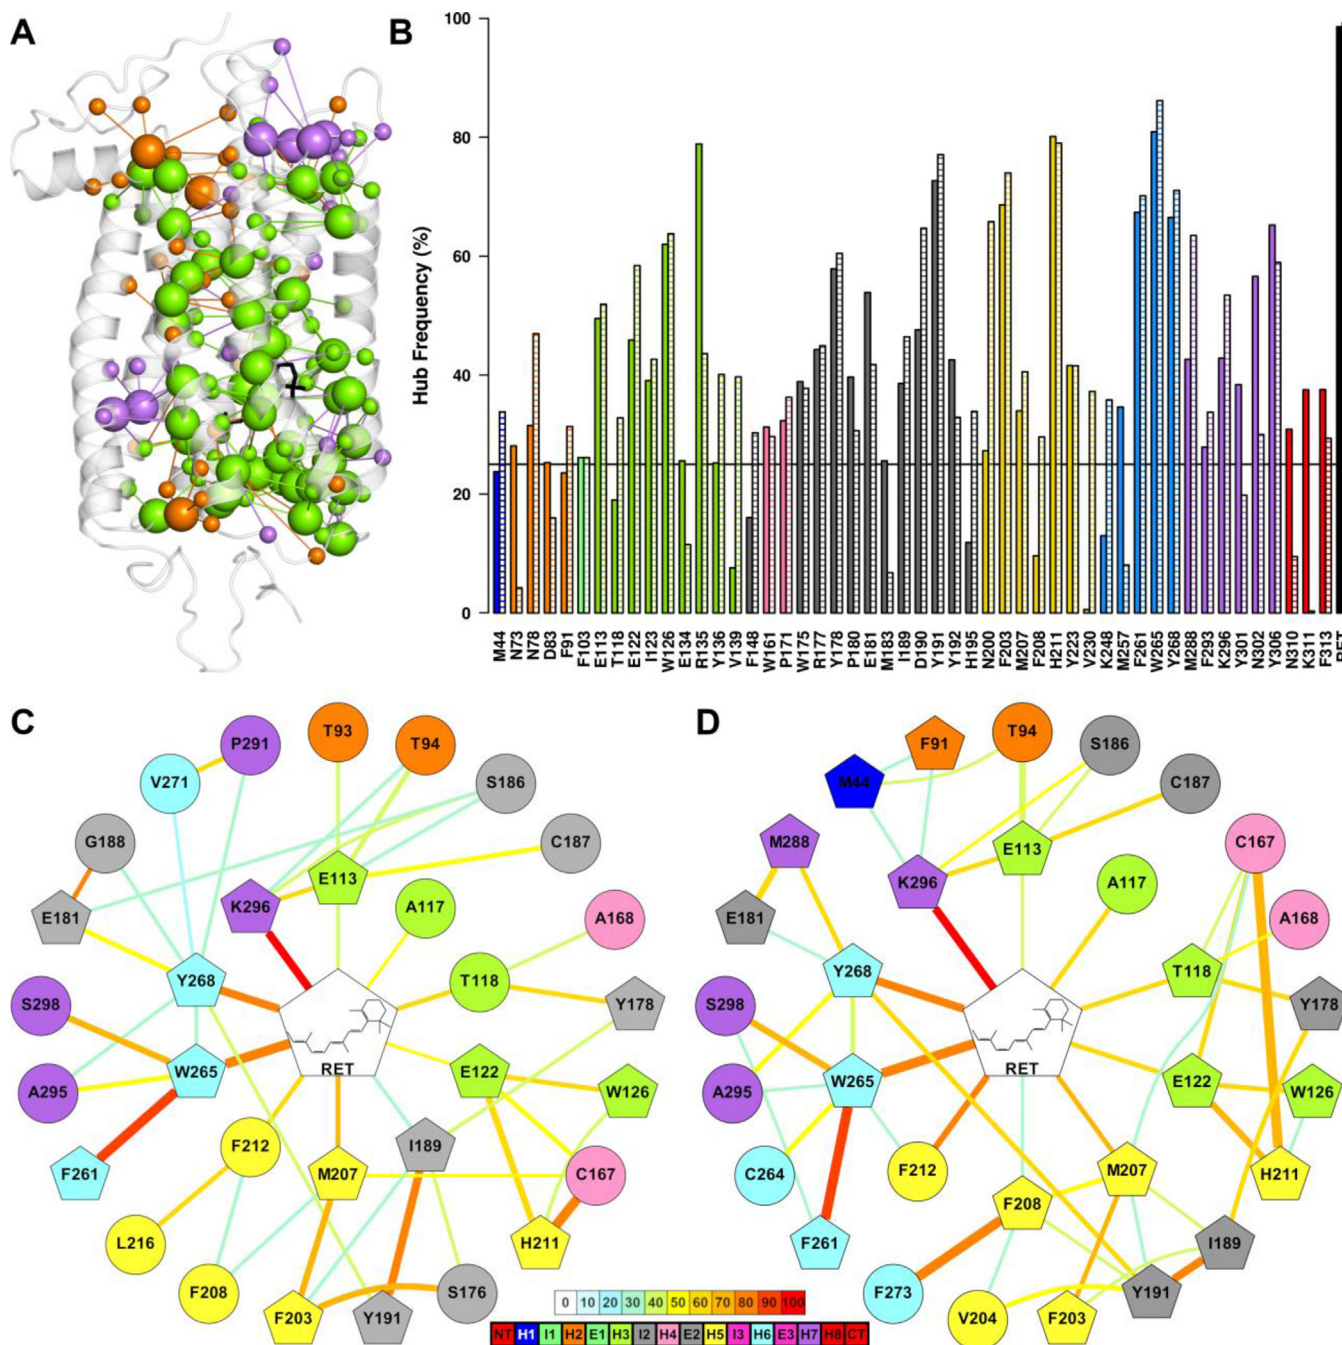 A
B
100
80
60
40
20
0
Hub Frequency (%)
M44
N73
N78
D83
F91
F103
E113
T118
E122
I123
W126
E134
R135
Y136
V139
F148
W161
P171
W175
R177
Y178
P180
E181
M183
I189
D190
Y191
Y192
H195
N200
F203
M207
F208
H211
Y223
V230
K248
M257
F261
W265
Y268
M288
F293
K296
Y301
N302
Y306
N310
K311
F313
RET
C
P291
T93
T94
V271
S186
G188
C187
E113
K296
A117
E181
A168
Y268
T118
S298
Y178
RET
W265
E122
A295
W126
F212
I189
F261
M207
C167
L216
H211
F208
S176
F203
Y191
D
F91
T94
S186
M44
C187
M288
C167
E113
K296
A117
E181
A168
Y268
T118
S298
Y178
RET
W265
E122
A295
W126
C264
F212
M207
H211
F208
F261
I189
F273
Y191
V204
F203
0 10 20 30 40 50 60 70 80 90 100
NT H1 I1 H2 E1 H3 I2 H4 E2 H5 I3 H6 E3 H7 H8 CT